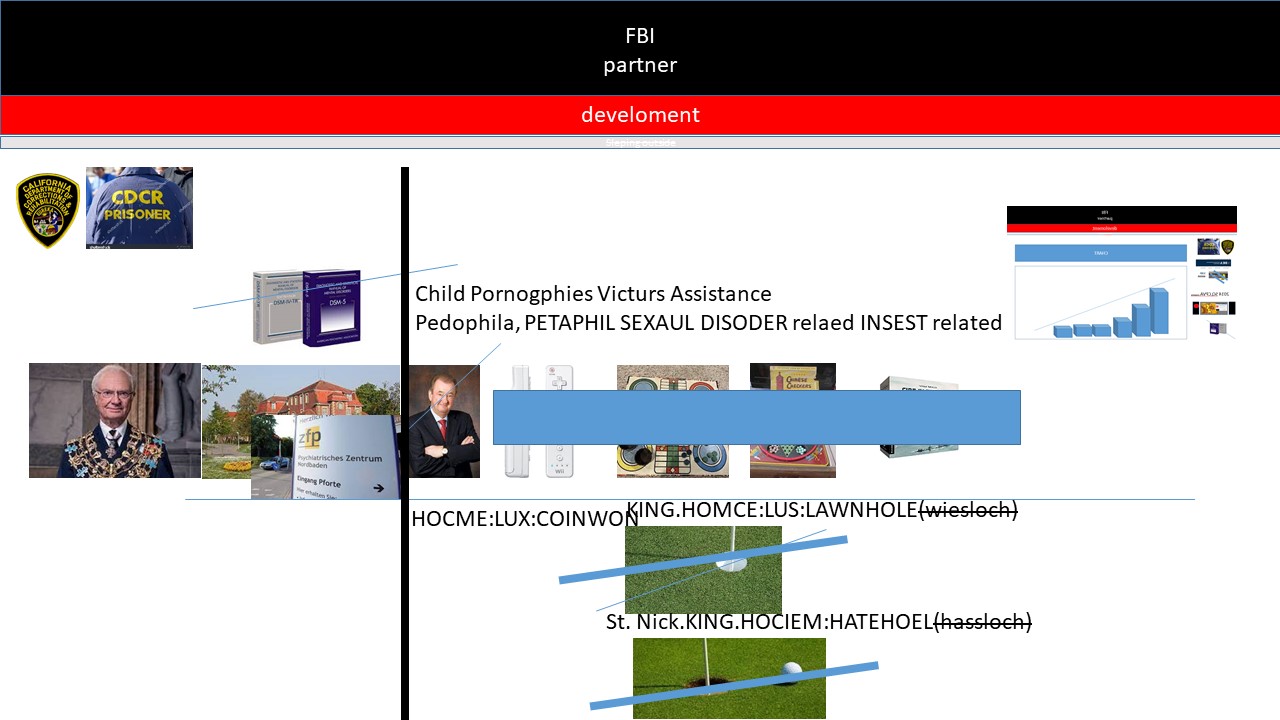 FBI
partner
develoment
CALIFORNIA
DEPARTMENT OF
CORRECTIONS &
REHABILITATION
CDCR
PRISONER
DSM-IV-TR
DSM-5
Child Pornogphies Victurs Assistance
Pedophila, PETAPHIL SEXAUL DISODER relaed INSEST related
FBI
zfp
Psychiatrisches Zentrum
Nordbaden
Eingang Pforte
Wii
CHINESE
CHECKERS
HOCME:LUX:COINWON
KING.HOMCE:LUS:LAWNHOLE(wiesloch)
St. Nick.KING.HOCIEM:HATEHOEL(hassloch)